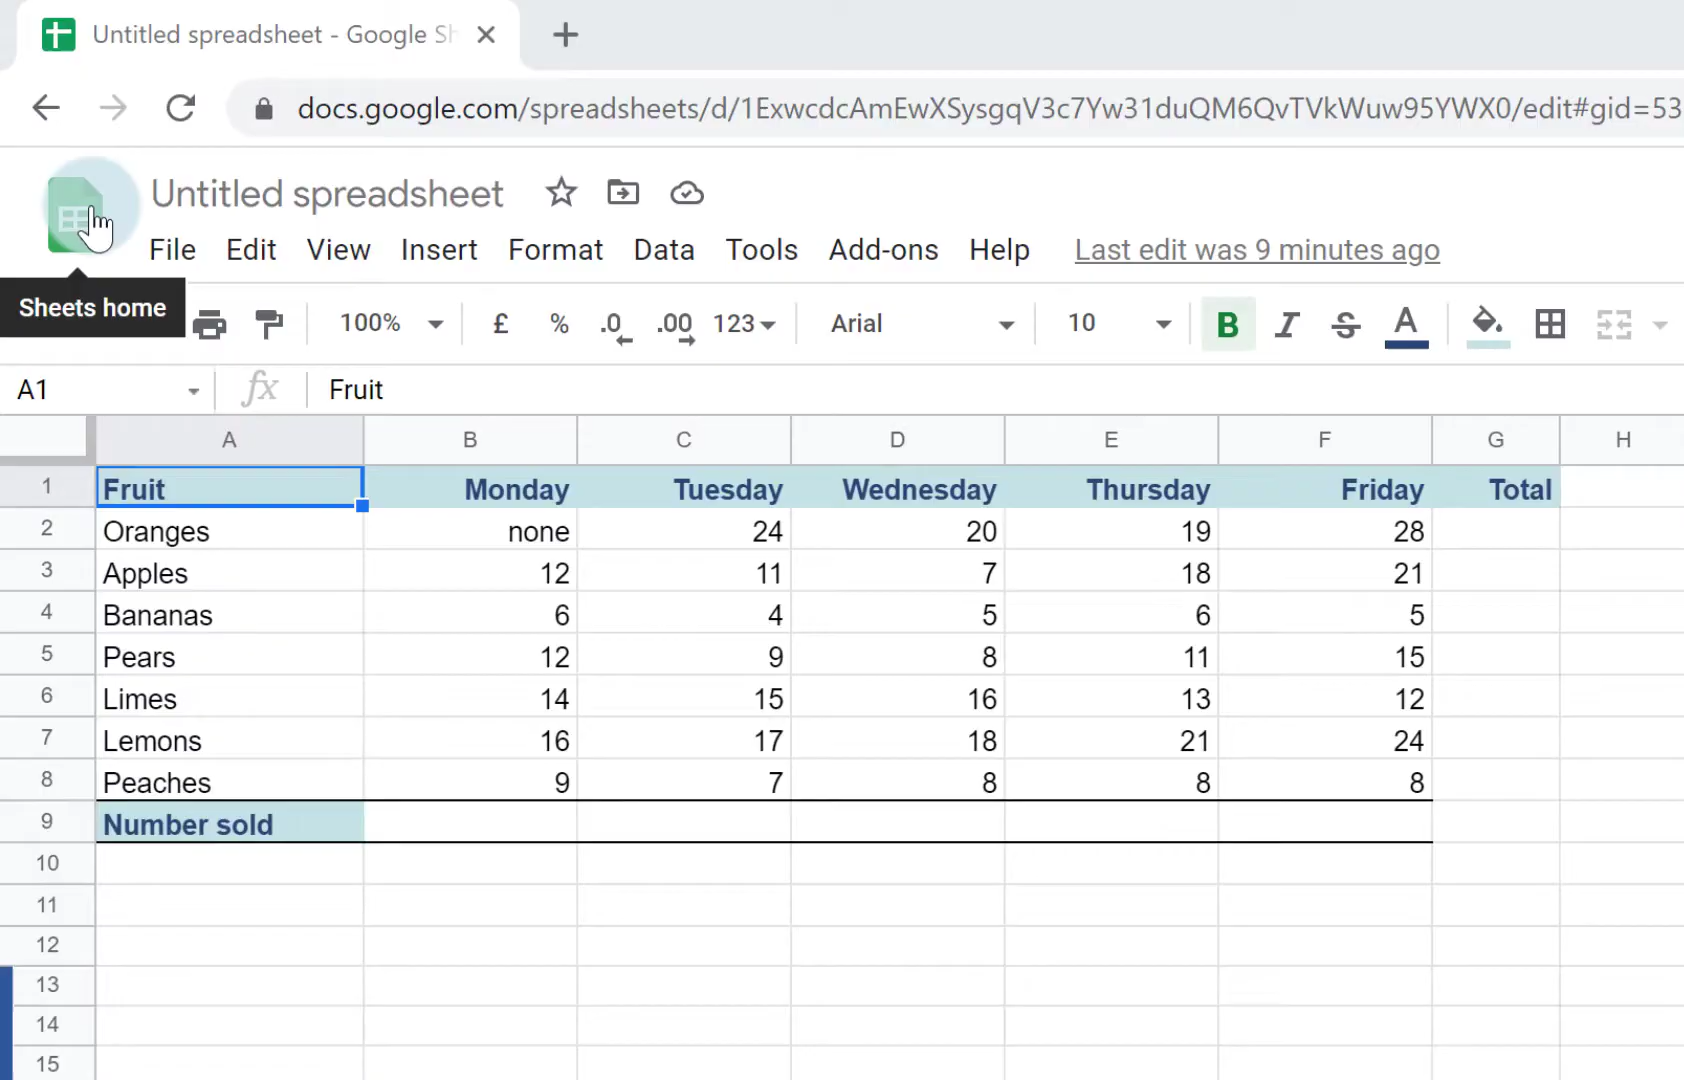 Untitled spreadsheet - Google Sh
docs.google.com/spreadsheets/d/1ExwcdcAmEwXSysgqV3c7Yw31duQM6QvTVkWuw95YWX0/edit#gid=53
Untitled spreadsheet
File Edit View Insert Format Data Tools Add-ons Help Last edit was 9 minutes ago
Sheets home
100% £ % .0 .00 123 Arial 10 B I S A
A1 fx Fruit
A B C D E F G H
1 Fruit Monday Tuesday Wednesday Thursday Friday Total
2 Oranges none 24 20 19 28
3 Apples 12 11 7 18 21
4 Bananas 6 4 5 6 5
5 Pears 12 9 8 11 15
6 Limes 14 15 16 13 12
7 Lemons 16 17 18 21 24
8 Peaches 9 7 8 8 8
9 Number sold
10
11
12
13
14
15